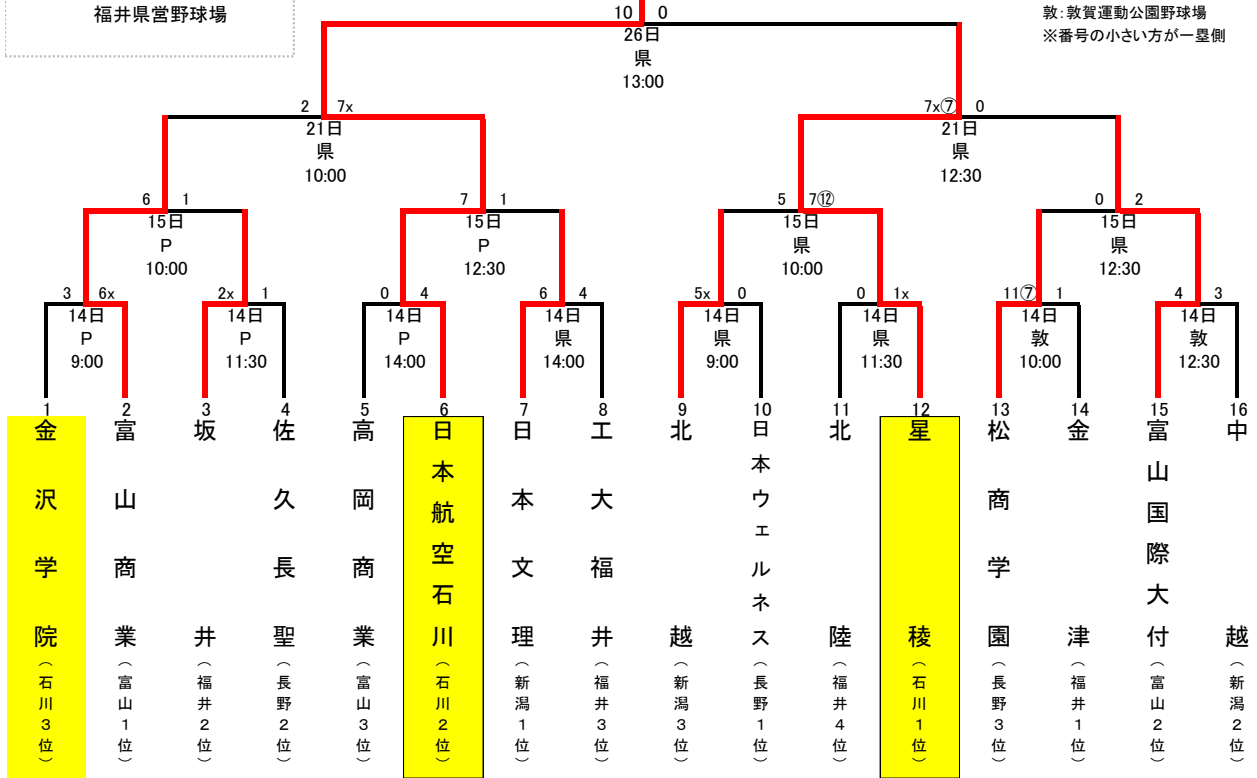 福井県営野球場
敦:敦賀運動公園野球場
※番号の小さい方が一塁側
10 0
26日
県
13:00
2 7x
21日
県
10:00
7x⑦ 0
21日
県
12:30
6 1
15日
P
10:00
7 1
15日
P
12:30
5 7⑫
15日
県
10:00
0 2
15日
県
12:30
3 6x
14日
P
9:00
2x 1
14日
P
11:30
0 4
14日
P
14:00
6 4
14日
県
14:00
5x 0
14日
県
9:00
0 1x
14日
県
11:30
11⑦ 1
14日
敦
10:00
4 3
14日
敦
12:30
1
金沢学院
（石川3位）
2
富山商業
（富山1位）
3
坂井
（福井2位）
4
佐久長聖
（長野2位）
5
高岡商業
（富山3位）
6
日本航空石川
（石川2位）
7
日本文理
（新潟1位）
8
工大福井
（福井3位）
9
北越
（新潟3位）
10
日本ウェルネス
（長野1位）
11
北陸
（福井4位）
12
星稜
（石川1位）
13
松商学園
（長野3位）
14
金津
（福井1位）
15
富山国際大付
（富山2位）
16
中越
（新潟2位）